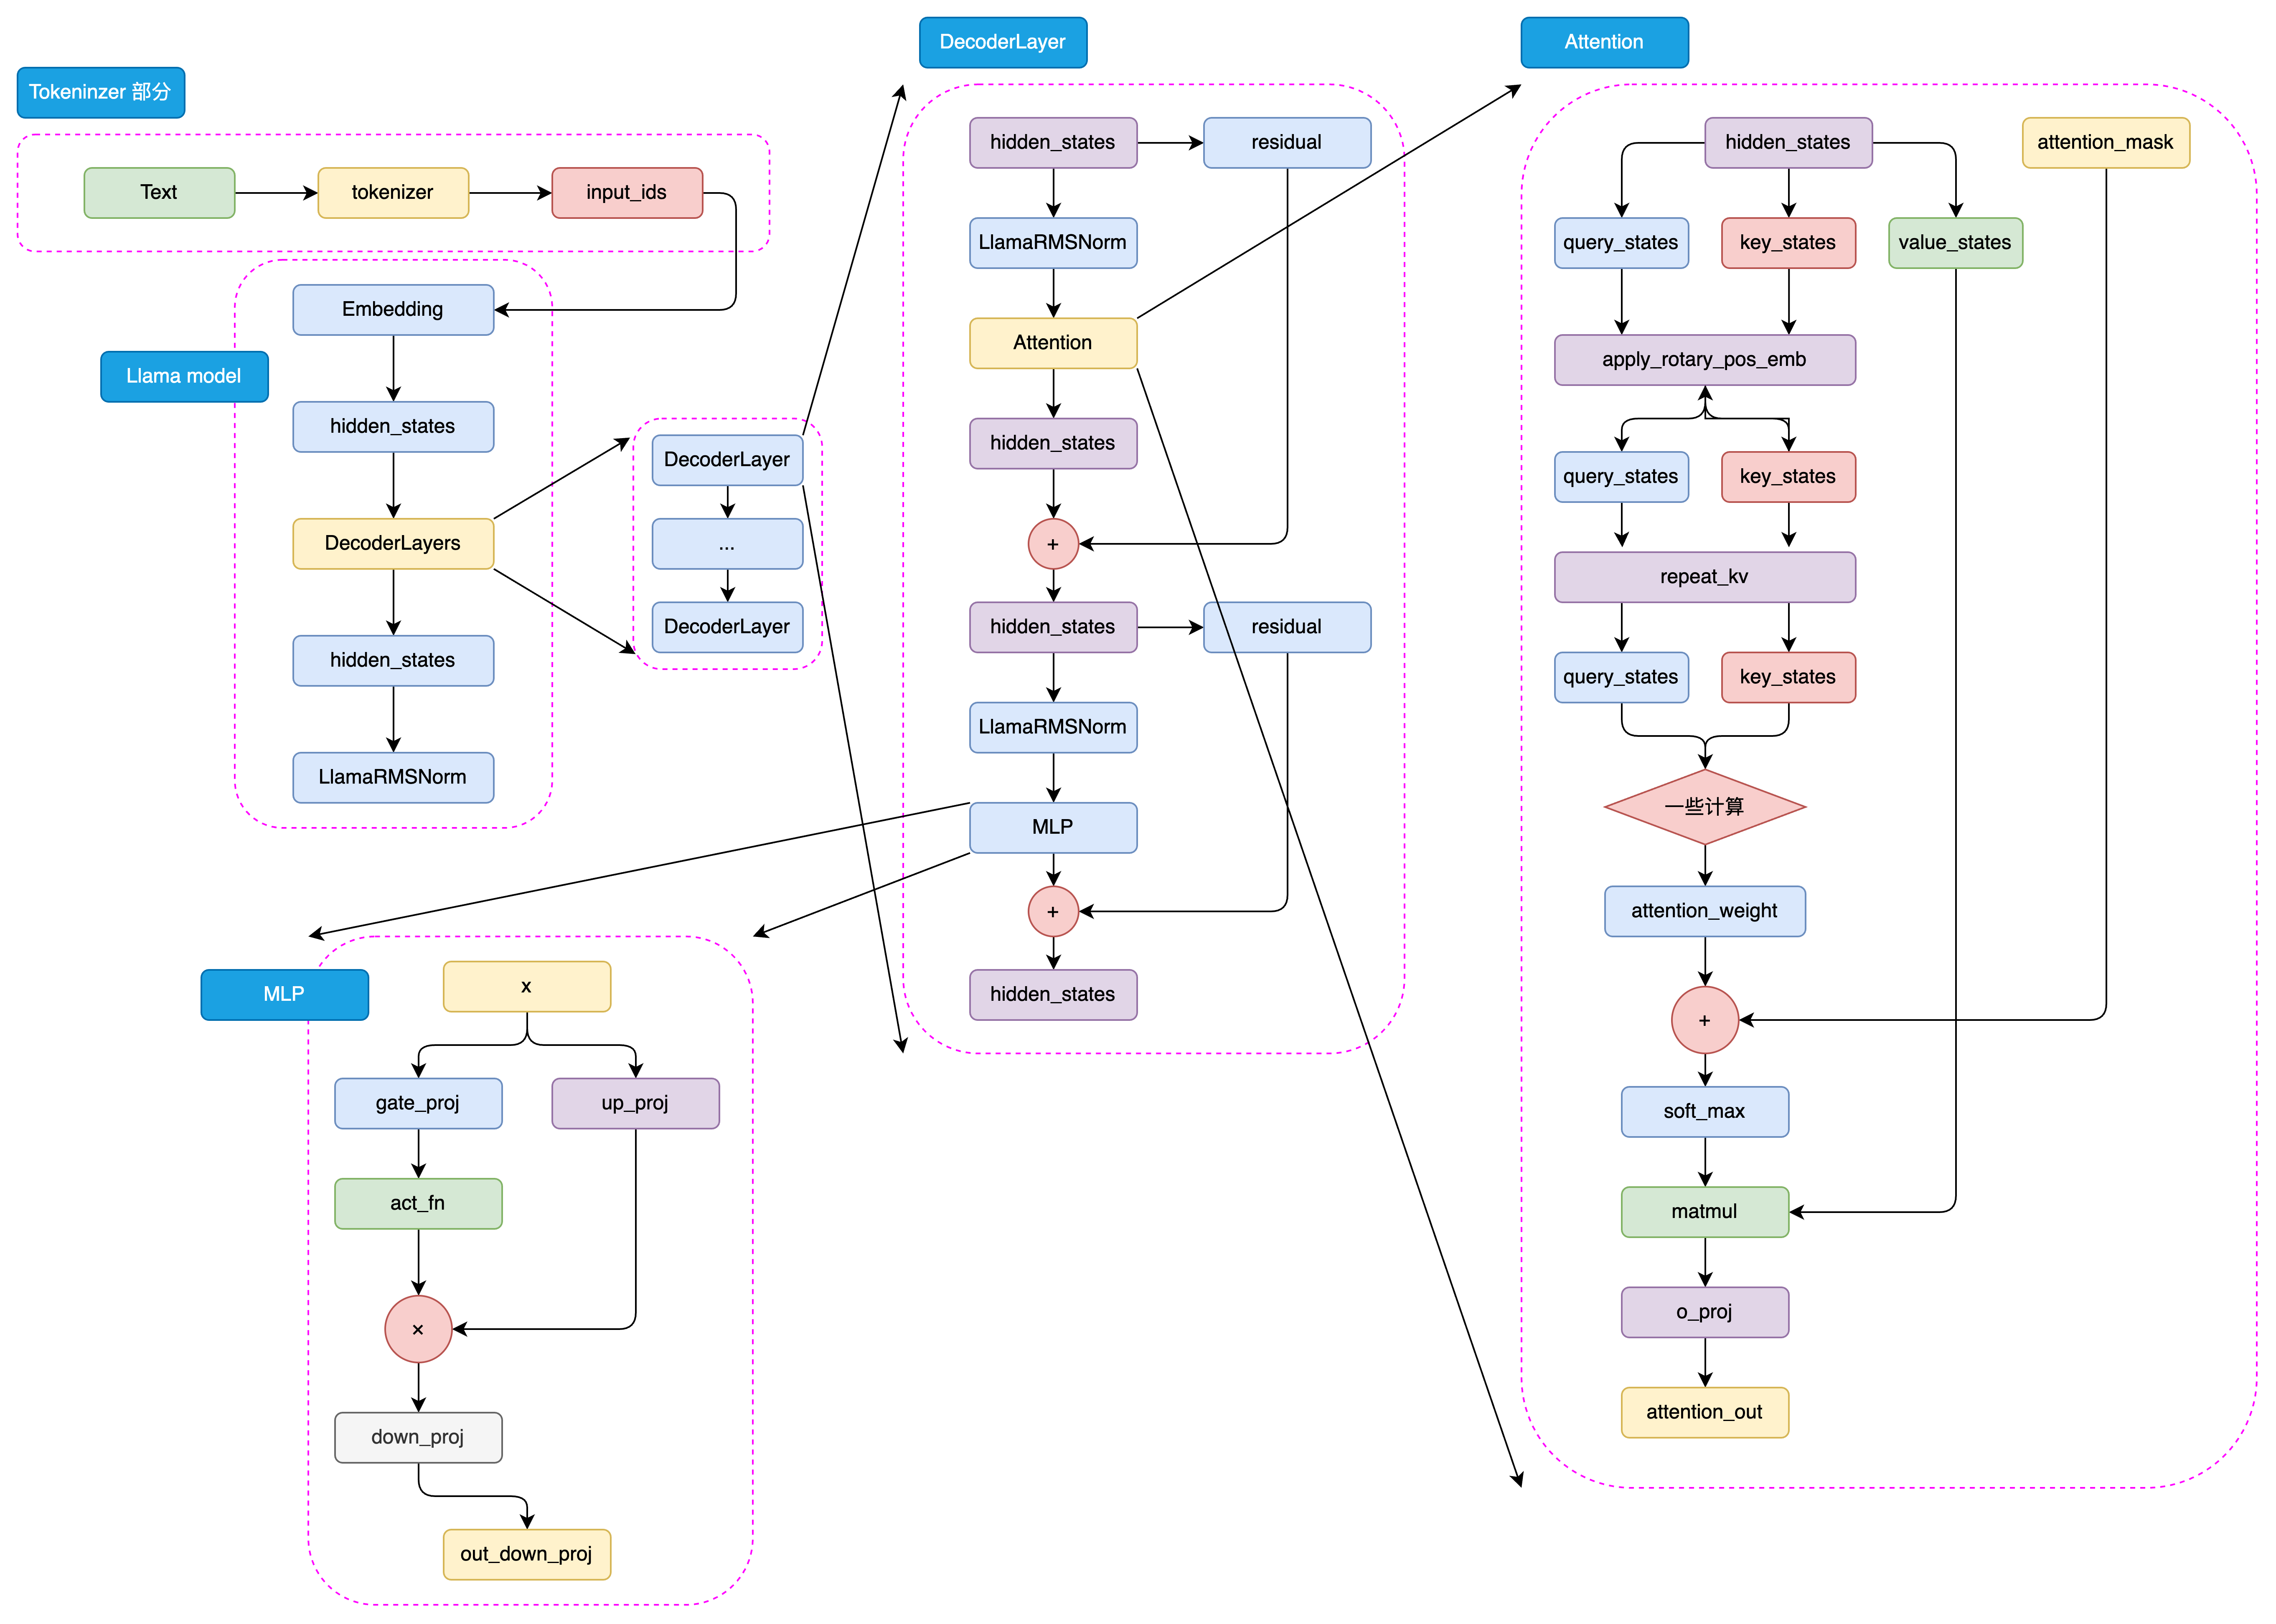 Tokeninzer 部分
Text
tokenizer
input_ids
Llama model
Embedding
hidden_states
DecoderLayers
hidden_states
LlamaRMSNorm
DecoderLayer
...
DecoderLayer
DecoderLayer
hidden_states
residual
LlamaRMSNorm
Attention
hidden_states
+
hidden_states
residual
LlamaRMSNorm
MLP
+
hidden_states
MLP
x
gate_proj
up_proj
act_fn
×
down_proj
out_down_proj
Attention
hidden_states
attention_mask
query_states
key_states
value_states
apply_rotary_pos_emb
query_states
key_states
repeat_kv
query_states
key_states
一些计算
attention_weight
+
soft_max
matmul
o_proj
attention_out